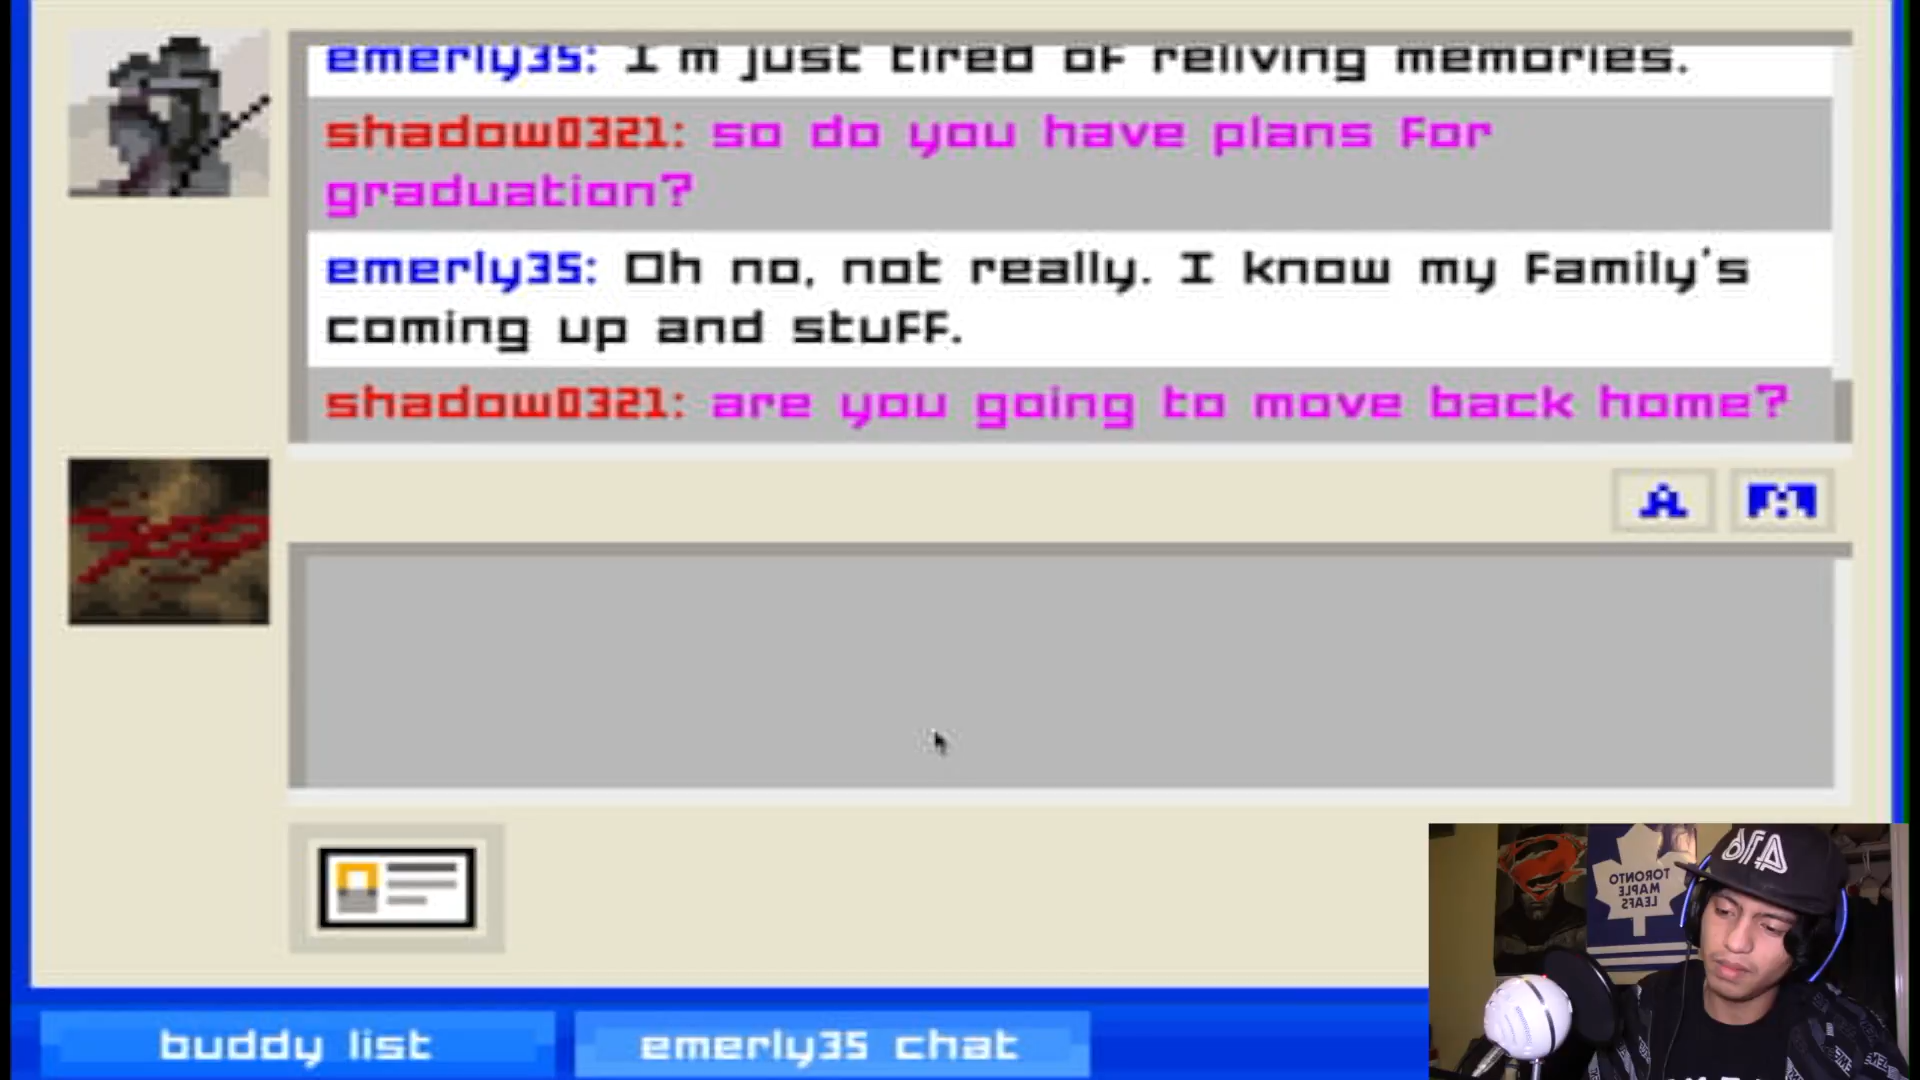 emerly35: I'm just tired of reliving memories.
shadow0321: so do you have plans for
graduation?
emerly35: Oh no, not really. I know my family's
coming up and stuff.
shadow0321: are you going to move back home?
A
buddy list
emerly35 chat
416
TORONTO
MAPLE
LEAFS